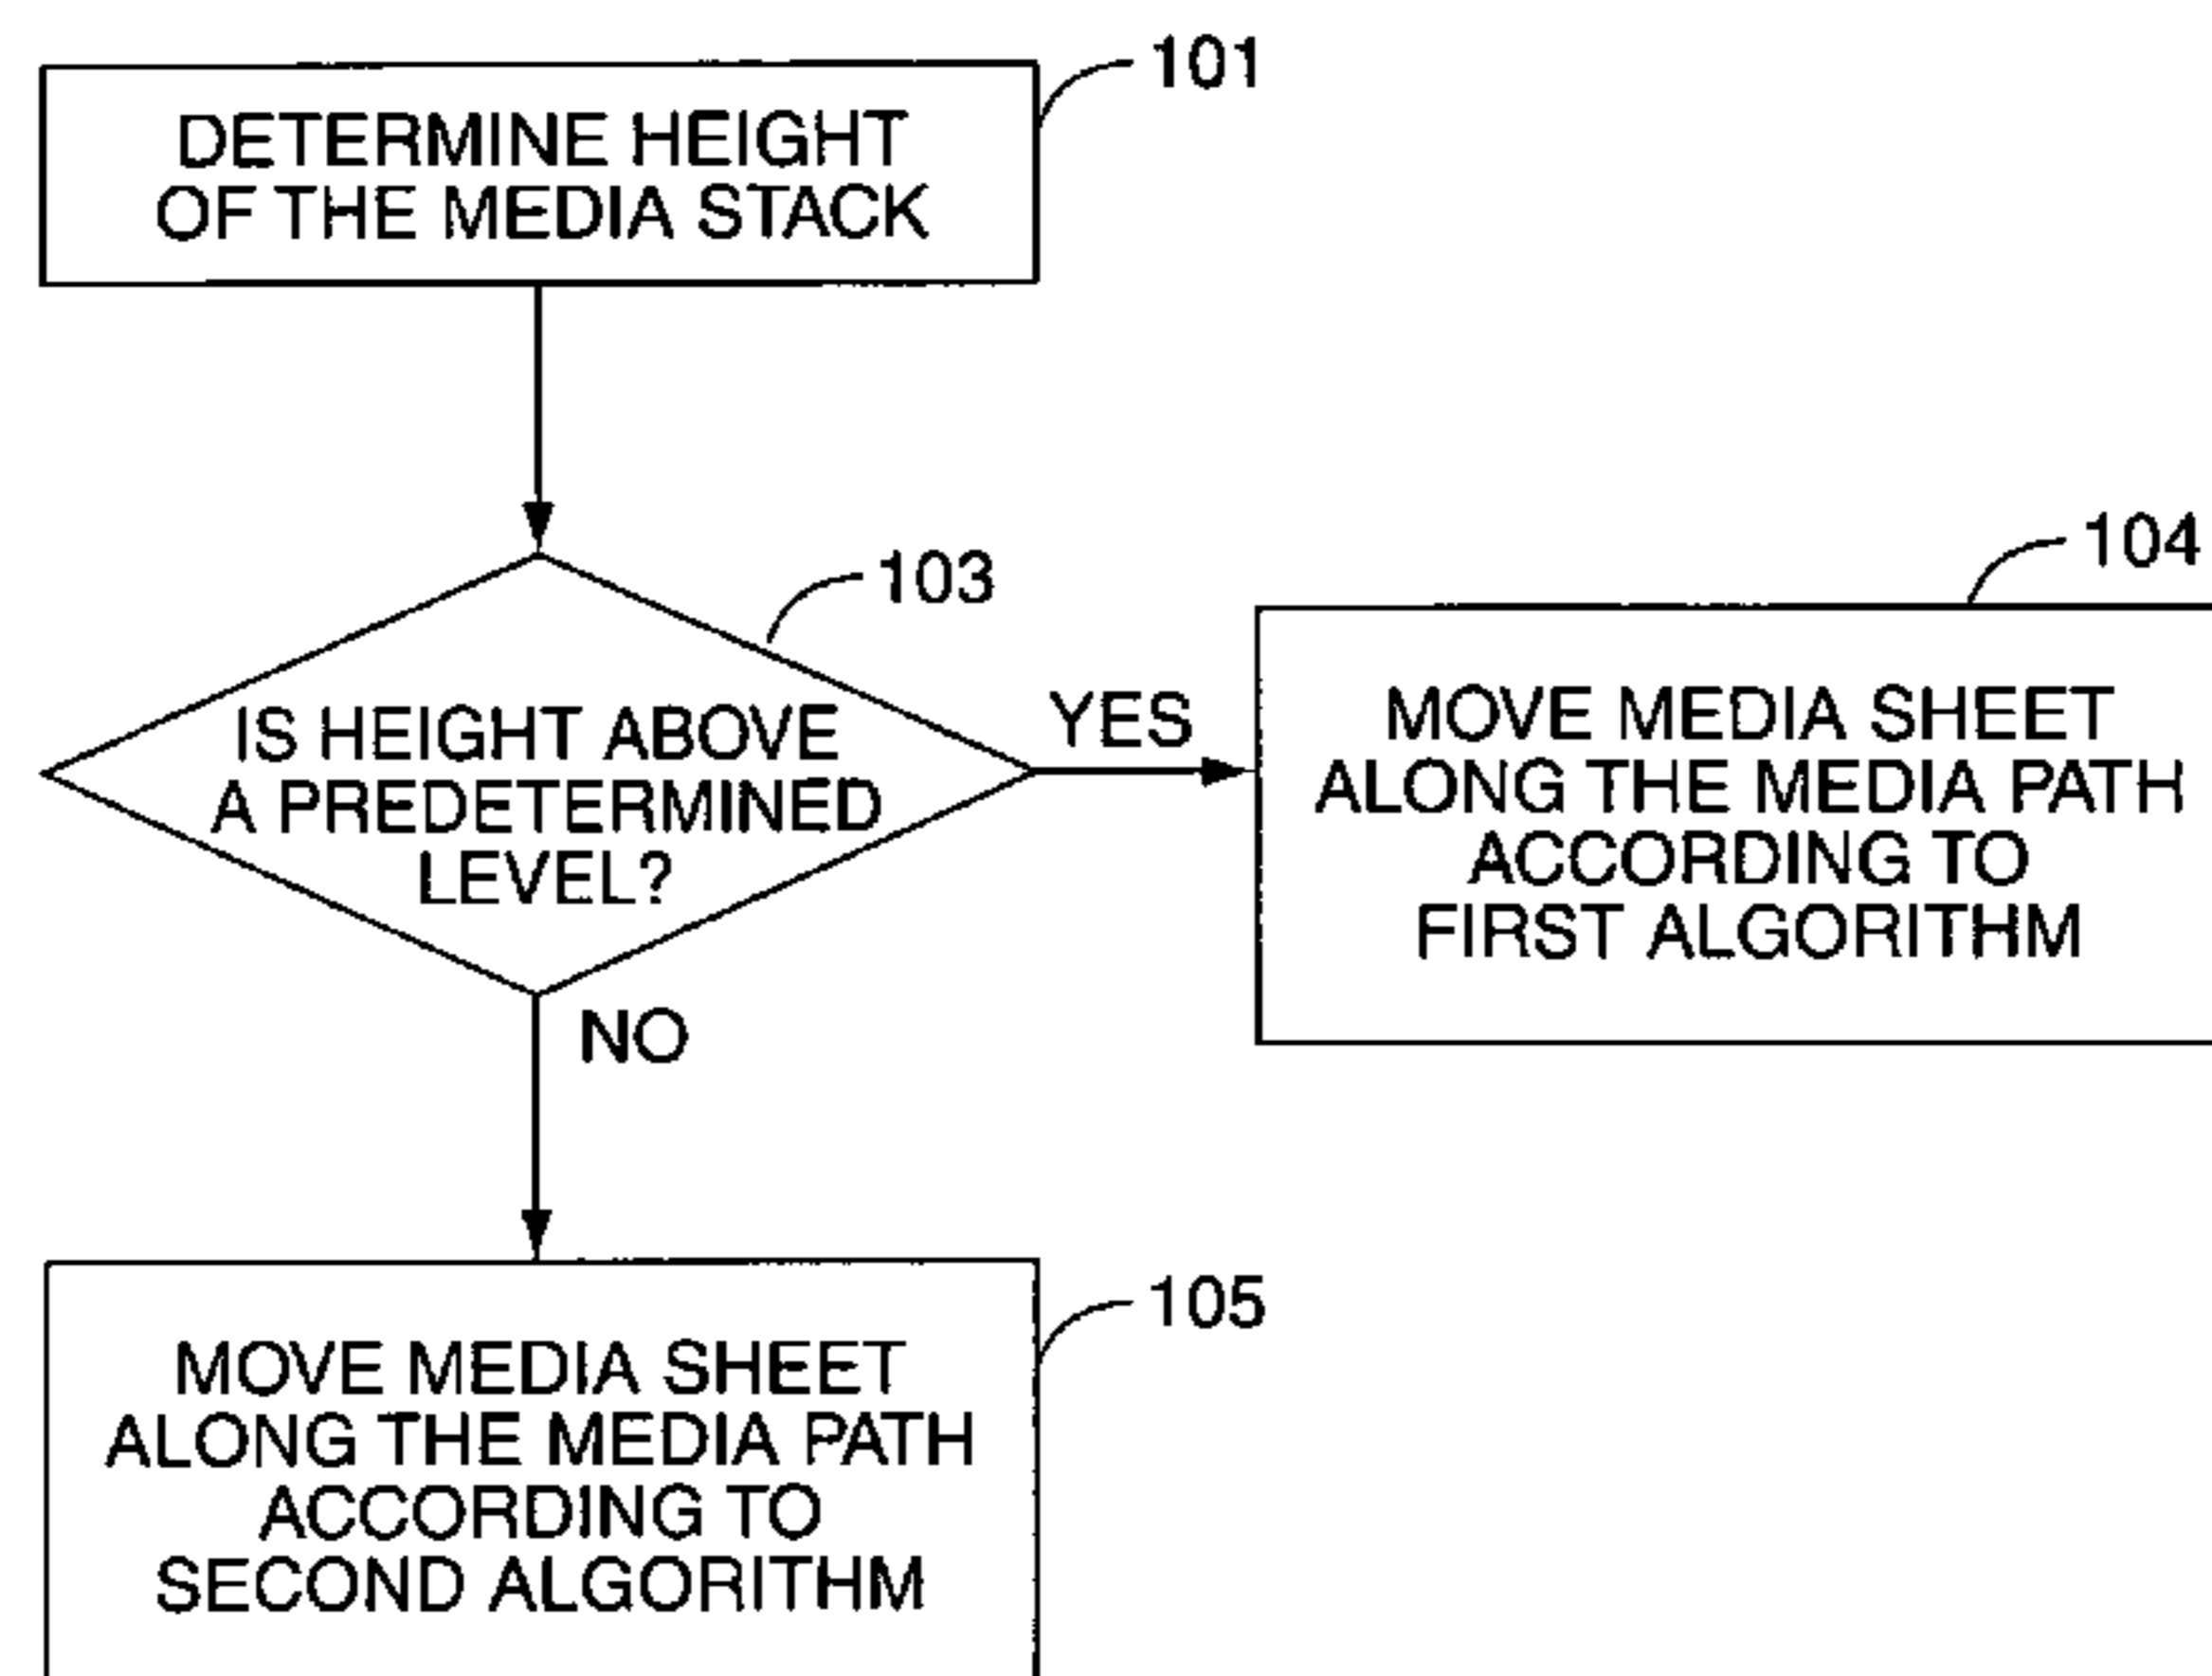 101
DETERMINE HEIGHT
OF THE MEDIA STACK
103
IS HEIGHT ABOVE
A PREDETERMINED
LEVEL?
YES
104
MOVE MEDIA SHEET
ALONG THE MEDIA PATH
ACCORDING TO
FIRST ALGORITHM
NO
105
MOVE MEDIA SHEET
ALONG THE MEDIA PATH
ACCORDING TO
SECOND ALGORITHM